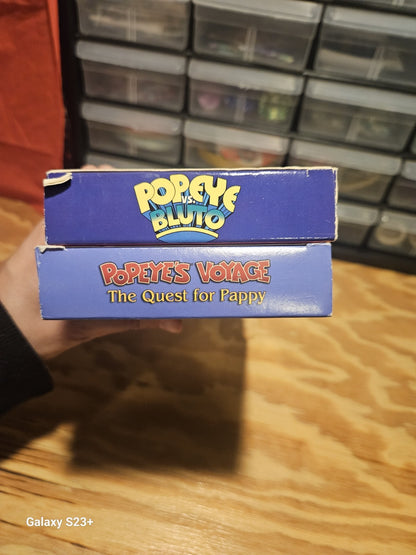 POPEYE
VS.
BLUTO
POPEYE'S VOYAGE
The Quest for Pappy
Galaxy S23+